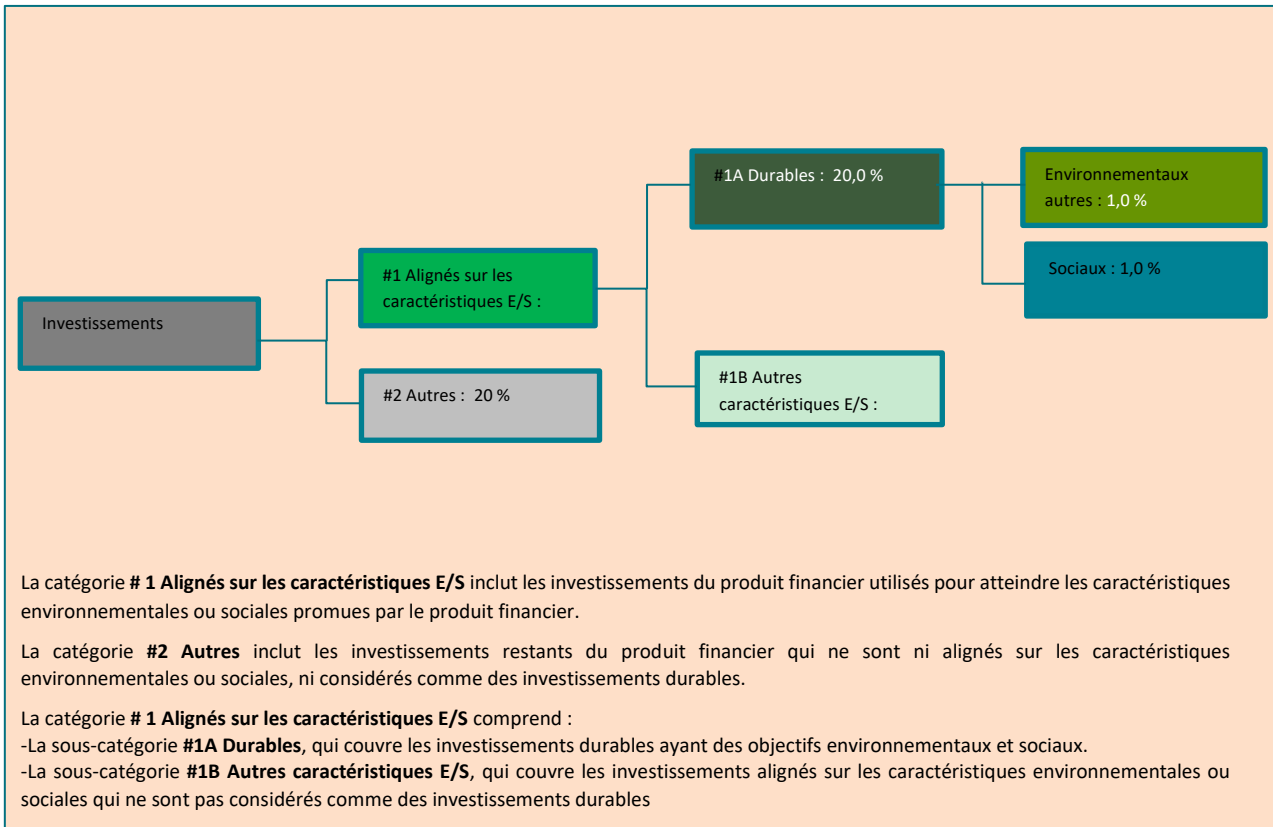 #1A Durables : 20,0 %
Environnementaux
autres : 1,0 %
Sociaux : 1,0 %
#1 Alignés sur les
caractéristiques E/S :
Investissements
#2 Autres : 20 %
#1B Autres
caractéristiques E/S :
La catégorie # 1 Alignés sur les caractéristiques E/S inclut les investissements du produit financier utilisés pour atteindre les caractéristiques
environnementales ou sociales promues par le produit financier.
La catégorie #2 Autres inclut les investissements restants du produit financier qui ne sont ni alignés sur les caractéristiques
environnementales ou sociales, ni considérés comme des investissements durables.
La catégorie # 1 Alignés sur les caractéristiques E/S comprend :
-La sous-catégorie #1A Durables, qui couvre les investissements durables ayant des objectifs environnementaux et sociaux.
-La sous-catégorie #1B Autres caractéristiques E/S, qui couvre les investissements alignés sur les caractéristiques environnementales ou
sociales qui ne sont pas considérés comme des investissements durables